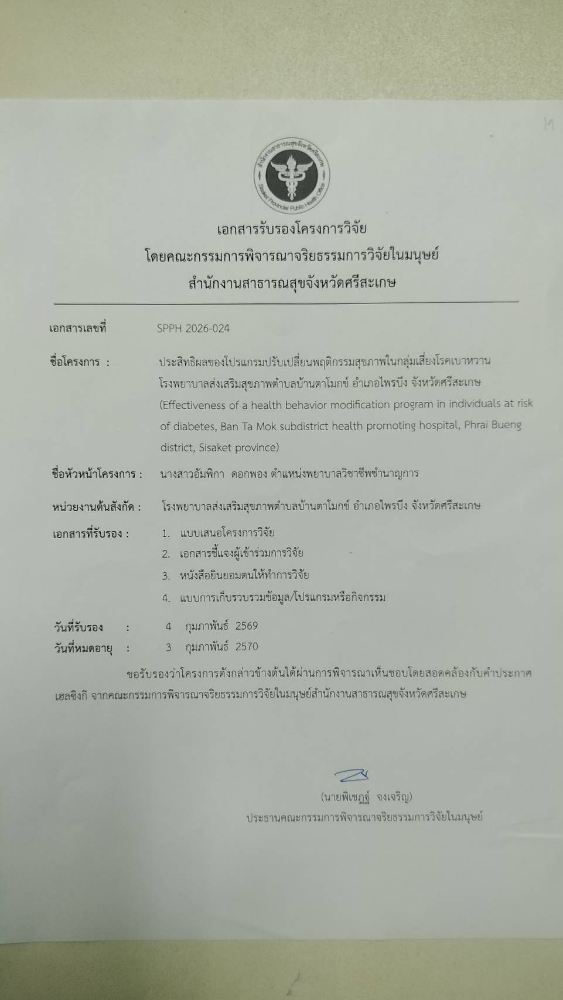 สำนักงานสาธารณสุขจังหวัดศรีสะเกษ
Sisaket Provincial Public Health Office
เอกสารรับรองโครงการวิจัย
โดยคณะกรรมการพิจารณาจริยธรรมการวิจัยในมนุษย์
สำนักงานสาธารณสุขจังหวัดศรีสะเกษ
เอกสารเลขที่ SPPH 2026-024
ชื่อโครงการ : ประสิทธิผลของโปรแกรมปรับเปลี่ยนพฤติกรรมสุขภาพในกลุ่มเสี่ยงโรคเบาหวาน
โรงพยาบาลส่งเสริมสุขภาพตำบลบ้านตาโมกข์ อำเภอไพรบึง จังหวัดศรีสะเกษ
(Effectiveness of a health behavior modification program in individuals at risk
of diabetes, Ban Ta Mok subdistrict health promoting hospital, Phrai Bueng
district, Sisaket province)
ชื่อหัวหน้าโครงการ : นางสาวอัมพิกา ดอกพอง ตำแหน่งพยาบาลวิชาชีพชำนาญการ
หน่วยงานต้นสังกัด : โรงพยาบาลส่งเสริมสุขภาพตำบลบ้านตาโมกข์ อำเภอไพรบึง จังหวัดศรีสะเกษ
เอกสารที่รับรอง : 1. แบบเสนอโครงการวิจัย
2. เอกสารชี้แจงผู้เข้าร่วมการวิจัย
3. หนังสือยินยอมตนให้ทำการวิจัย
4. แบบการเก็บรวบรวมข้อมูล/โปรแกรมหรือกิจกรรม
วันที่รับรอง : 4 กุมภาพันธ์ 2569
วันที่หมดอายุ : 3 กุมภาพันธ์ 2570
ขอรับรองว่าโครงการดังกล่าวข้างต้นได้ผ่านการพิจารณาเห็นชอบโดยสอดคล้องกับคำประกาศ
เฮลซิงกิ จากคณะกรรมการพิจารณาจริยธรรมการวิจัยในมนุษย์สำนักงานสาธารณสุขจังหวัดศรีสะเกษ
(นายพิเชฎฐ์ จงเจริญ)
ประธานคณะกรรมการพิจารณาจริยธรรมการวิจัยในมนุษย์